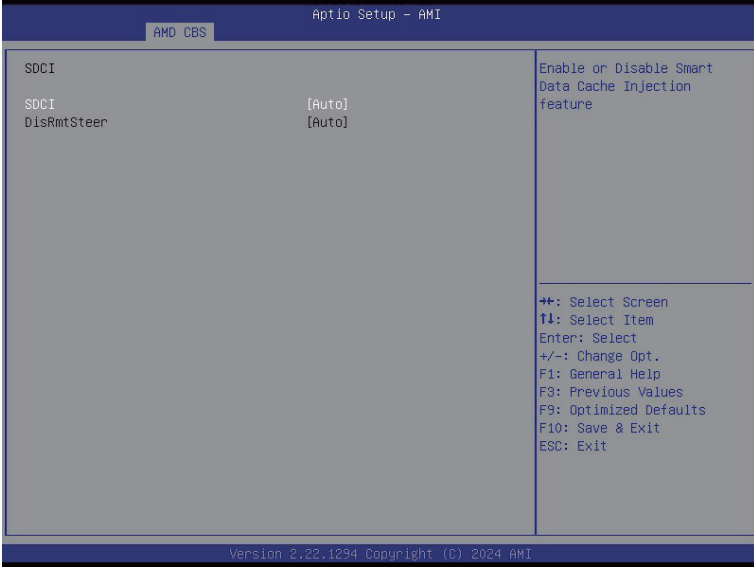 Aptio Setup – AMI
AMD CBS
SDCI
SDCI [Auto]
DisRmtSteer [Auto]
Enable or Disable Smart
Data Cache Injection
feature
→←: Select Screen
↑↓: Select Item
Enter: Select
+/-: Change Opt.
F1: General Help
F3: Previous Values
F9: Optimized Defaults
F10: Save & Exit
ESC: Exit
Version 2.22.1294 Copyright (C) 2024 AMI